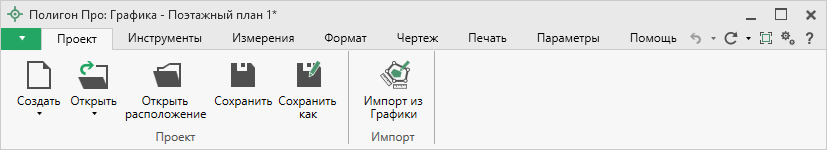 Полигон Про: Графика - Поэтажный план 1*
Проект Инструменты Измерения Формат Чертеж Печать Параметры Помощь ?
Создать Открыть Открыть Сохранить Сохранить Импорт из
расположение как Графики
Проект Импорт